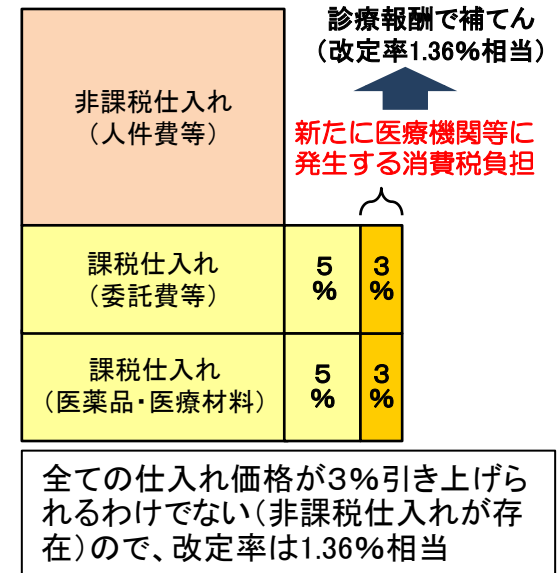 診療報酬で補てん
（改定率1.36%相当）
非課税仕入れ
（人件費等）
新たに医療機関等に
発生する消費税負担
課税仕入れ
（委託費等）
５
%
３
%
課税仕入れ
（医薬品・医療材料）
５
%
３
%
全ての仕入れ価格が３％引き上げら
れるわけでない（非課税仕入れが存
在）ので、改定率は1.36%相当